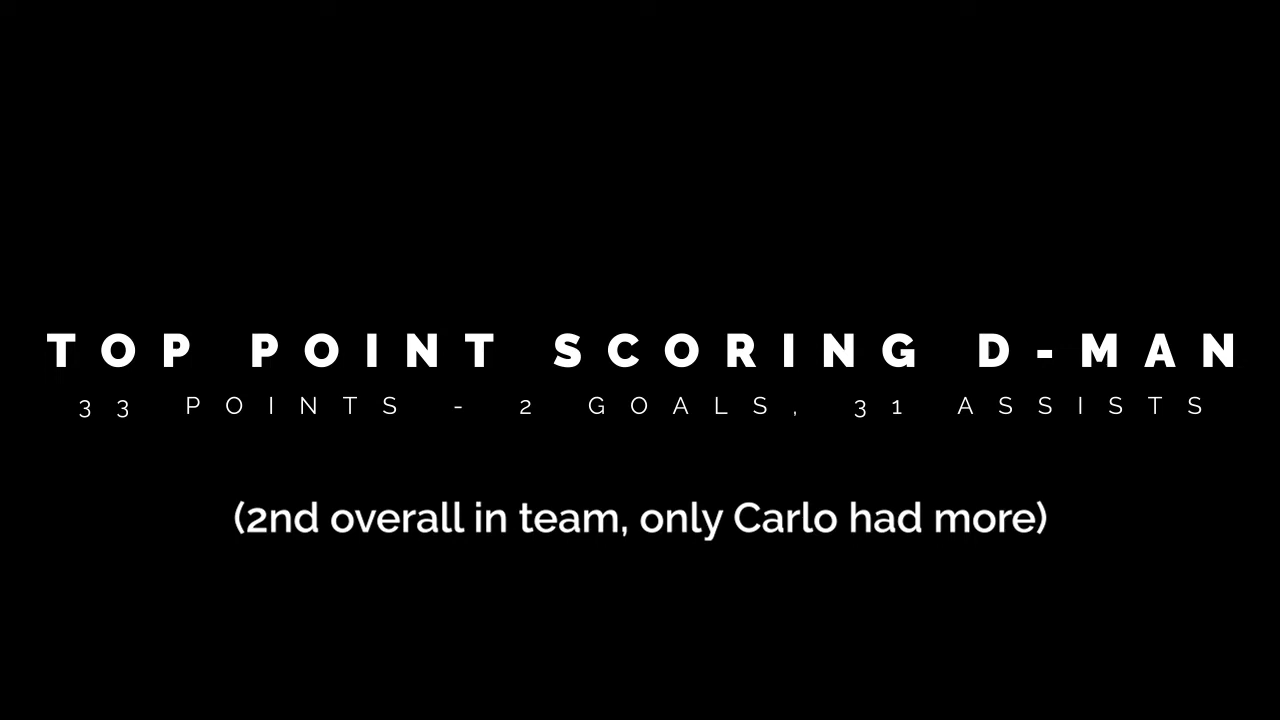 TOP POINT SCORING D-MAN
33 POINTS - 2 GOALS, 31 ASSISTS
(2nd overall in team, only Carlo had more)